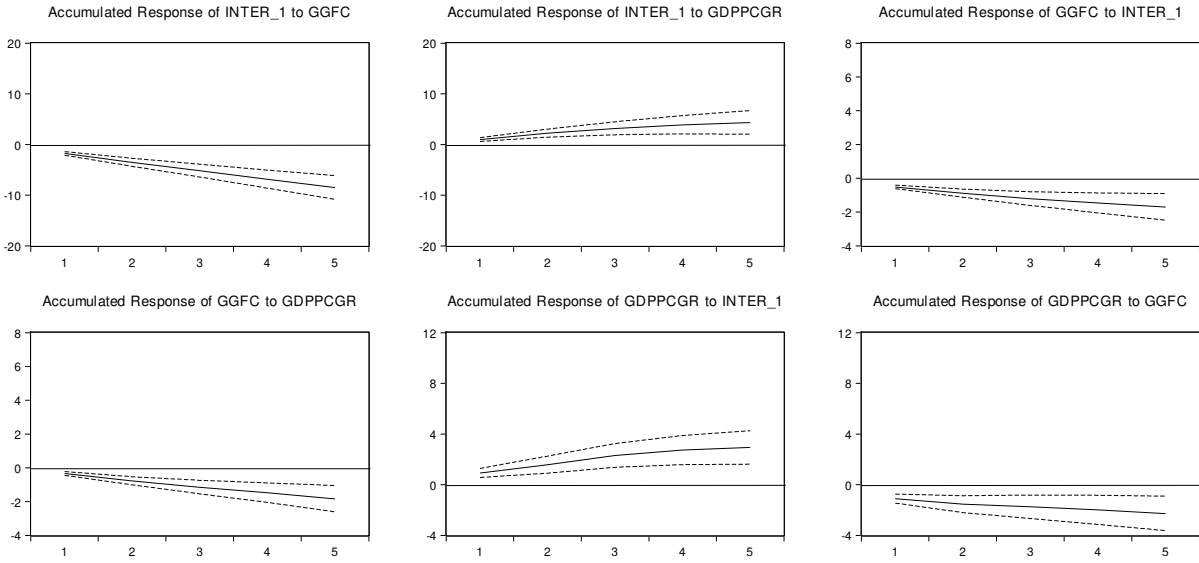 Accumulated Response of INTER_1 to GGFC
20
10
0
-10
-20
1 2 3 4 5
Accumulated Response of INTER_1 to GDPPCGR
20
10
0
-10
-20
1 2 3 4 5
Accumulated Response of GGFC to INTER_1
8
6
4
2
0
-2
-4
1 2 3 4 5
Accumulated Response of GGFC to GDPPCGR
8
6
4
2
0
-2
-4
1 2 3 4 5
Accumulated Response of GDPPCGR to INTER_1
12
8
4
0
-4
1 2 3 4 5
Accumulated Response of GDPPCGR to GGFC
12
8
4
0
-4
1 2 3 4 5